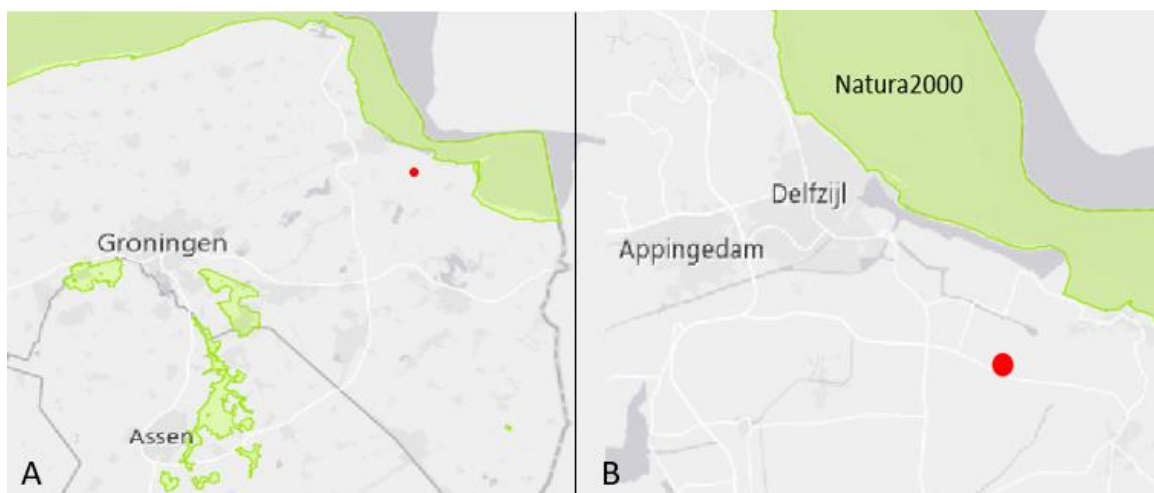 Groningen
Assen
A
Natura2000
Delfzijl
Appingedam
B